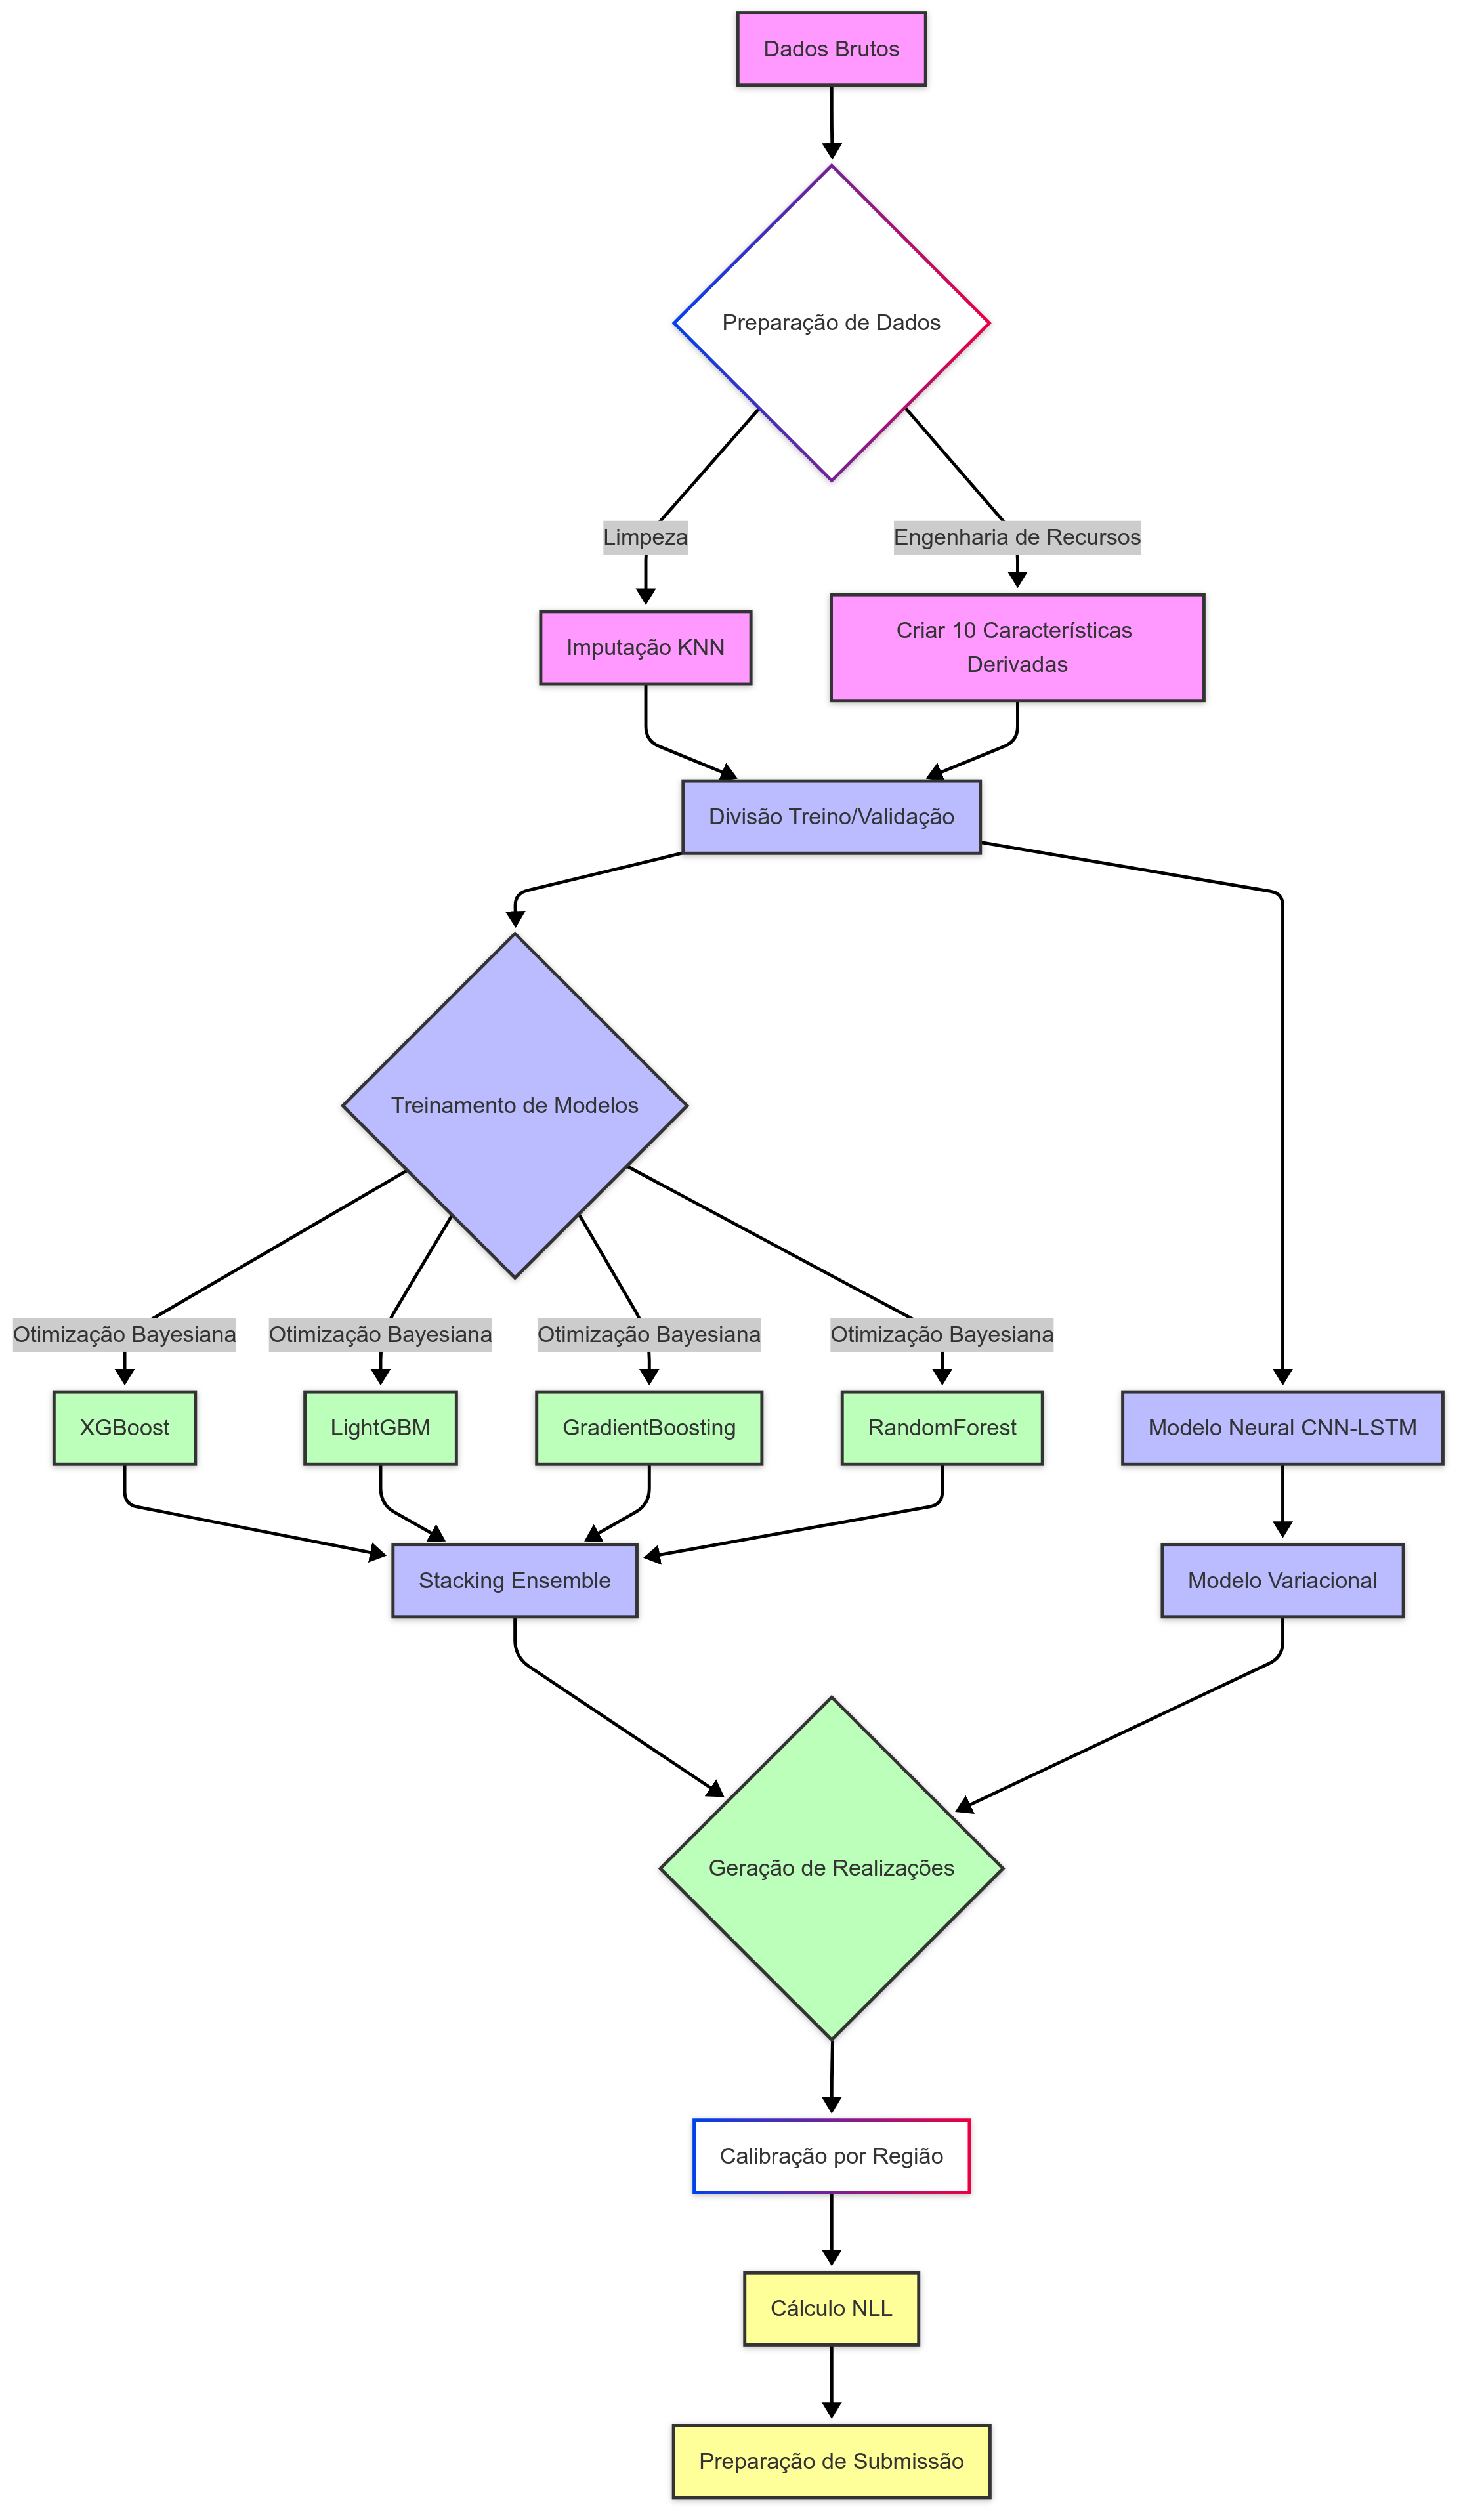 Dados Brutos
Preparação de Dados
Limpeza
Engenharia de Recursos
Imputação KNN
Criar 10 Características
Derivadas
Divisão Treino/Validação
Treinamento de Modelos
Otimização Bayesiana
Otimização Bayesiana
Otimização Bayesiana
Otimização Bayesiana
XGBoost
LightGBM
GradientBoosting
RandomForest
Modelo Neural CNN-LSTM
Stacking Ensemble
Modelo Variacional
Geração de Realizações
Calibração por Região
Cálculo NLL
Preparação de Submissão